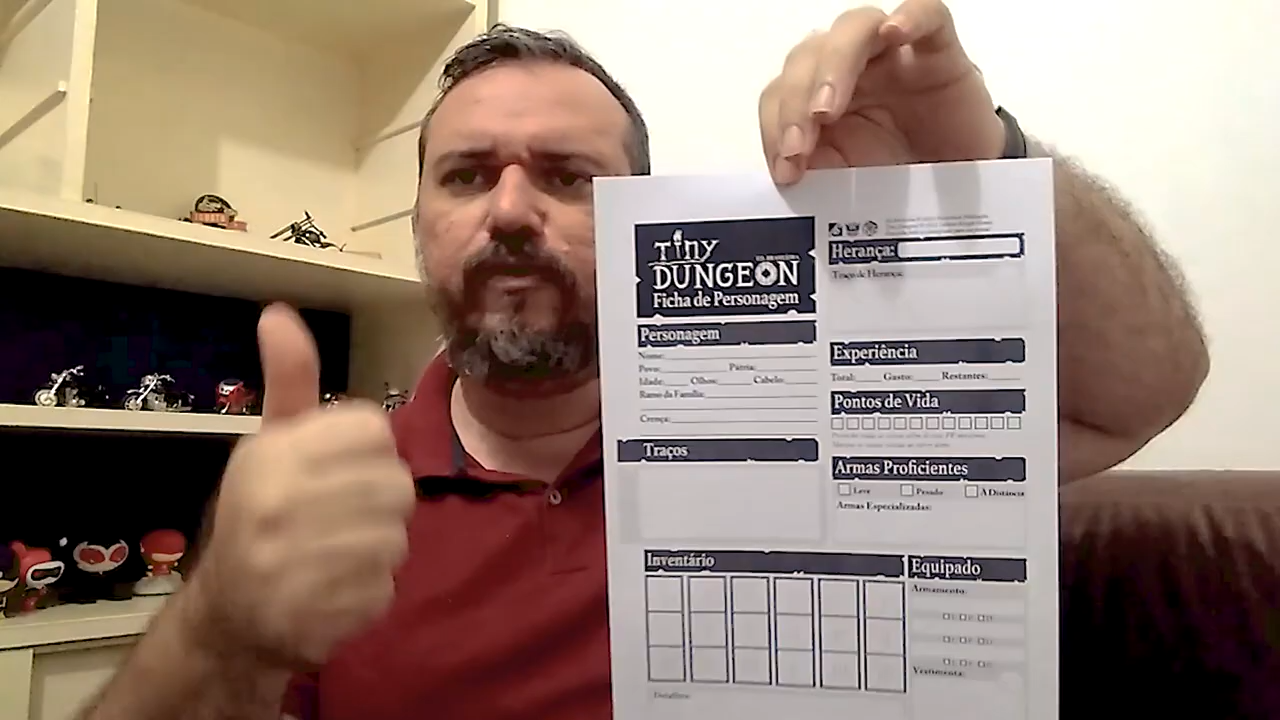 Tiny
DUNGEON
Ficha de Personagem
Personagem
Nome:
Povo: Pátria:
Idade: Olhos: Cabelo:
Ramo da Família:
Crença:
Traços
Herança:
Traço de Herança:
Experiência
Total: Gasto: Restantes:
Pontos de Vida
Armas Proficientes
Leve Pesado À Distância
Armas Especializadas:
Inventário
Equipado
Armamento:
Vestimenta: